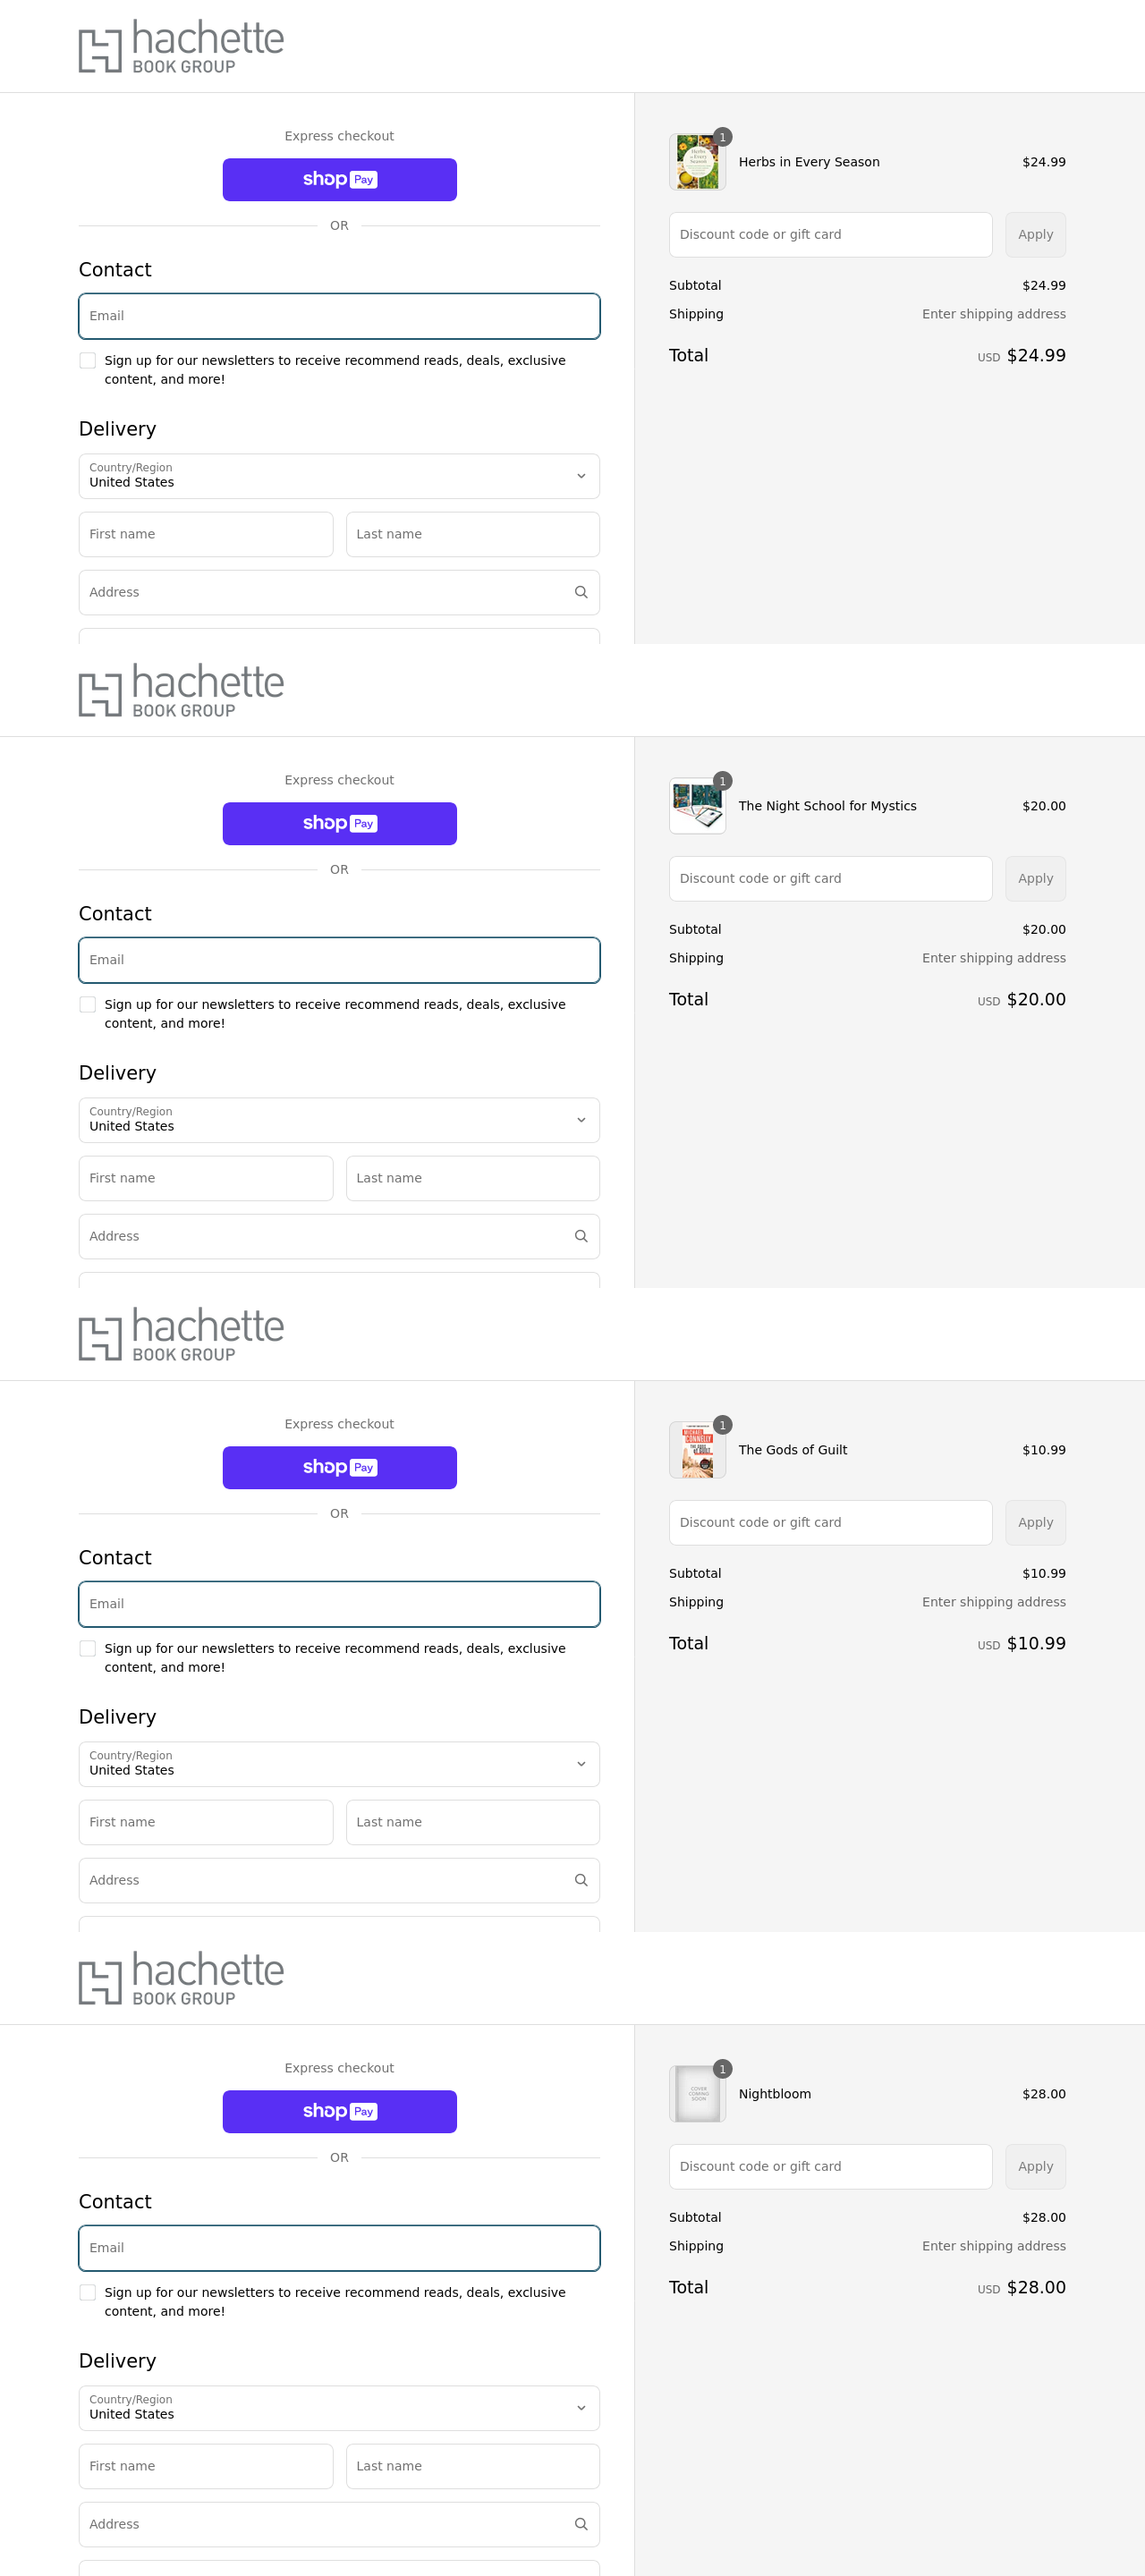 hachette
BOOK GROUP
Express checkout
shop Pay
OR
Contact
Email
Sign up for our newsletters to receive recommend reads, deals, exclusive
content, and more!
Delivery
Country/Region
United States
First name
Last name
Address
1
Herbs in Every Season
$24.99
Discount code or gift card
Apply
Subtotal
$24.99
Shipping
Enter shipping address
Total
USD $24.99
hachette
BOOK GROUP
Express checkout
shop Pay
OR
Contact
Email
Sign up for our newsletters to receive recommend reads, deals, exclusive
content, and more!
Delivery
Country/Region
United States
First name
Last name
Address
1
The Night School for Mystics
$20.00
Discount code or gift card
Apply
Subtotal
$20.00
Shipping
Enter shipping address
Total
USD $20.00
hachette
BOOK GROUP
Express checkout
shop Pay
OR
Contact
Email
Sign up for our newsletters to receive recommend reads, deals, exclusive
content, and more!
Delivery
Country/Region
United States
First name
Last name
Address
MICHAEL
CONNELLY
1
The Gods of Guilt
$10.99
Discount code or gift card
Apply
Subtotal
$10.99
Shipping
Enter shipping address
Total
USD $10.99
hachette
BOOK GROUP
Express checkout
shop Pay
OR
Contact
Email
Sign up for our newsletters to receive recommend reads, deals, exclusive
content, and more!
Delivery
Country/Region
United States
First name
Last name
Address
COVER
COMING
SOON
1
Nightbloom
$28.00
Discount code or gift card
Apply
Subtotal
$28.00
Shipping
Enter shipping address
Total
USD $28.00